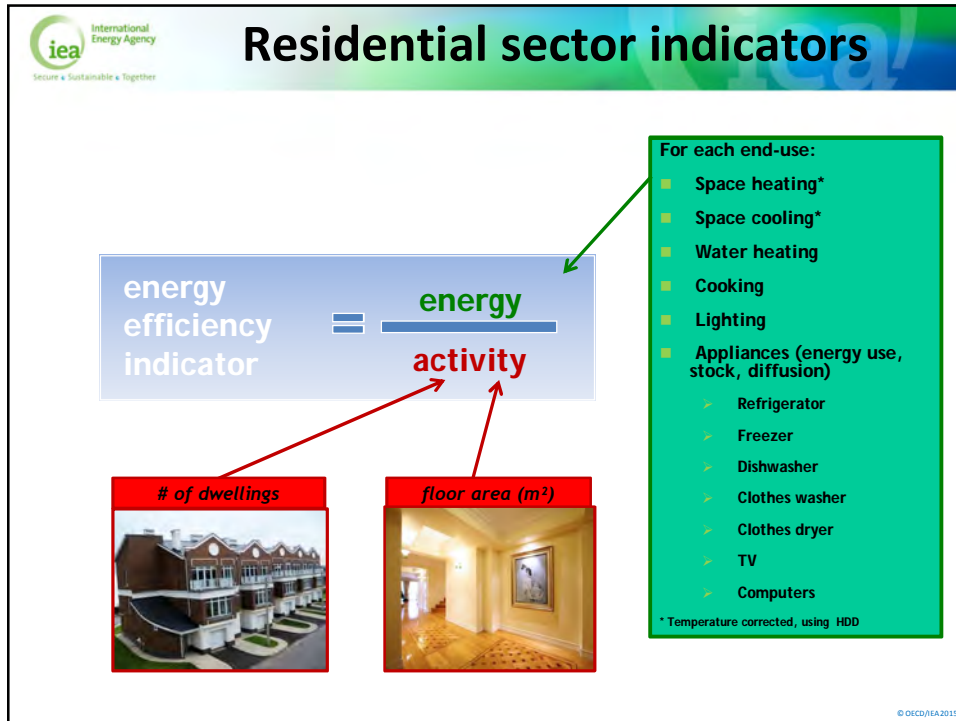 International
Energy Agency
iea
Secure • Sustainable • Together
Residential sector indicators
energy
efficiency
indicator
=
energy
activity
# of dwellings
floor area (m²)
For each end-use:
Space heating*
Space cooling*
Water heating
Cooking
Lighting
Appliances (energy use,
stock, diffusion)
Refrigerator
Freezer
Dishwasher
Clothes washer
Clothes dryer
TV
Computers
* Temperature corrected, using HDD
© OECD/IEA 2015